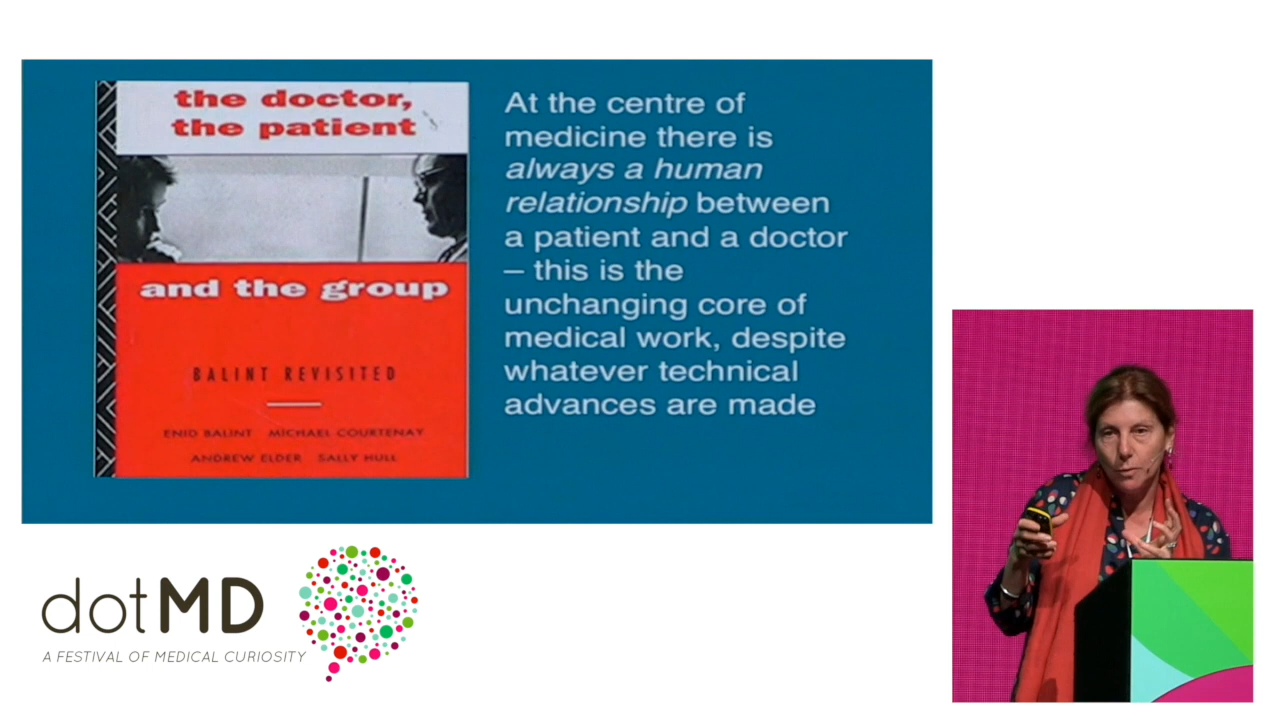 the doctor,
the patient
and the group
BALINT REVISITED
ENID BALINT MICHAEL COURTENAY
ANDREW ELDER SALLY HULL
At the centre of
medicine there is
always a human
relationship between
a patient and a doctor
– this is the
unchanging core of
medical work, despite
whatever technical
advances are made
dotMD
A FESTIVAL OF MEDICAL CURIOSITY